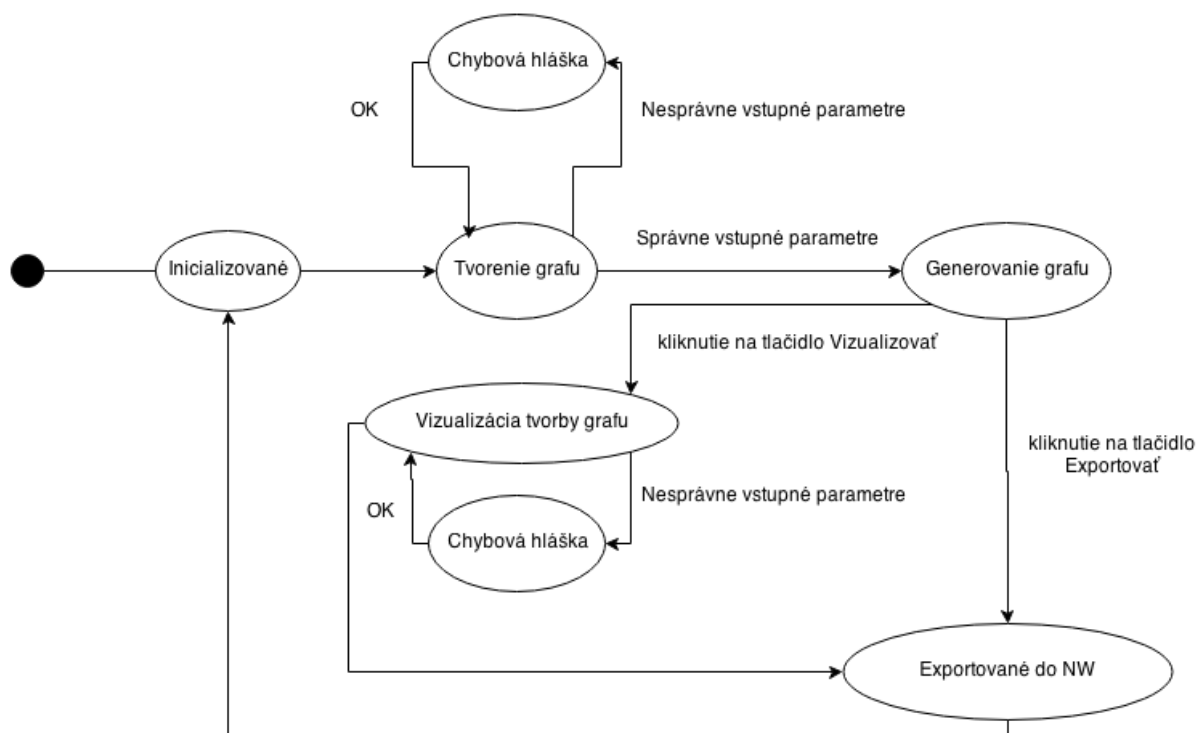 Chybová hláška
OK
Nesprávne vstupné parametre
Správne vstupné parametre
Inicializované
Tvorenie grafu
Generovanie grafu
kliknutie na tlačidlo Vizualizovať
Vizualizácia tvorby grafu
kliknutie na tlačidlo
Exportovať
Nesprávne vstupné parametre
OK
Chybová hláška
Exportované do NW